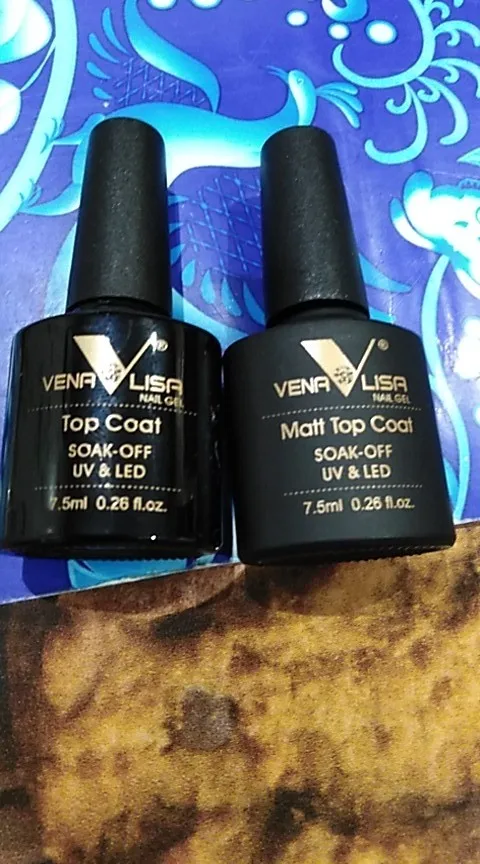 VENA LISA
®
NAIL GEL
Top Coat
SOAK-OFF
UV & LED
7.5ml 0.26 fl.oz.
VENA LISA
®
NAIL GEL
Matt Top Coat
SOAK-OFF
UV & LED
7.5ml 0.26 fl.oz.